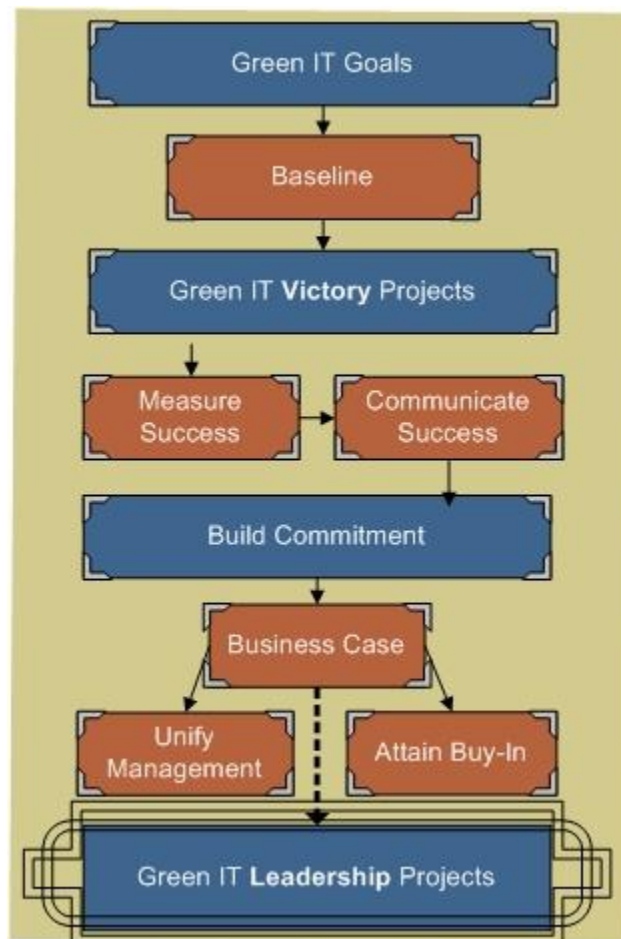 Green IT Goals
Baseline
Green IT Victory Projects
Measure
Success
Communicate
Success
Build Commitment
Business Case
Unify
Management
Attain Buy-In
Green IT Leadership Projects